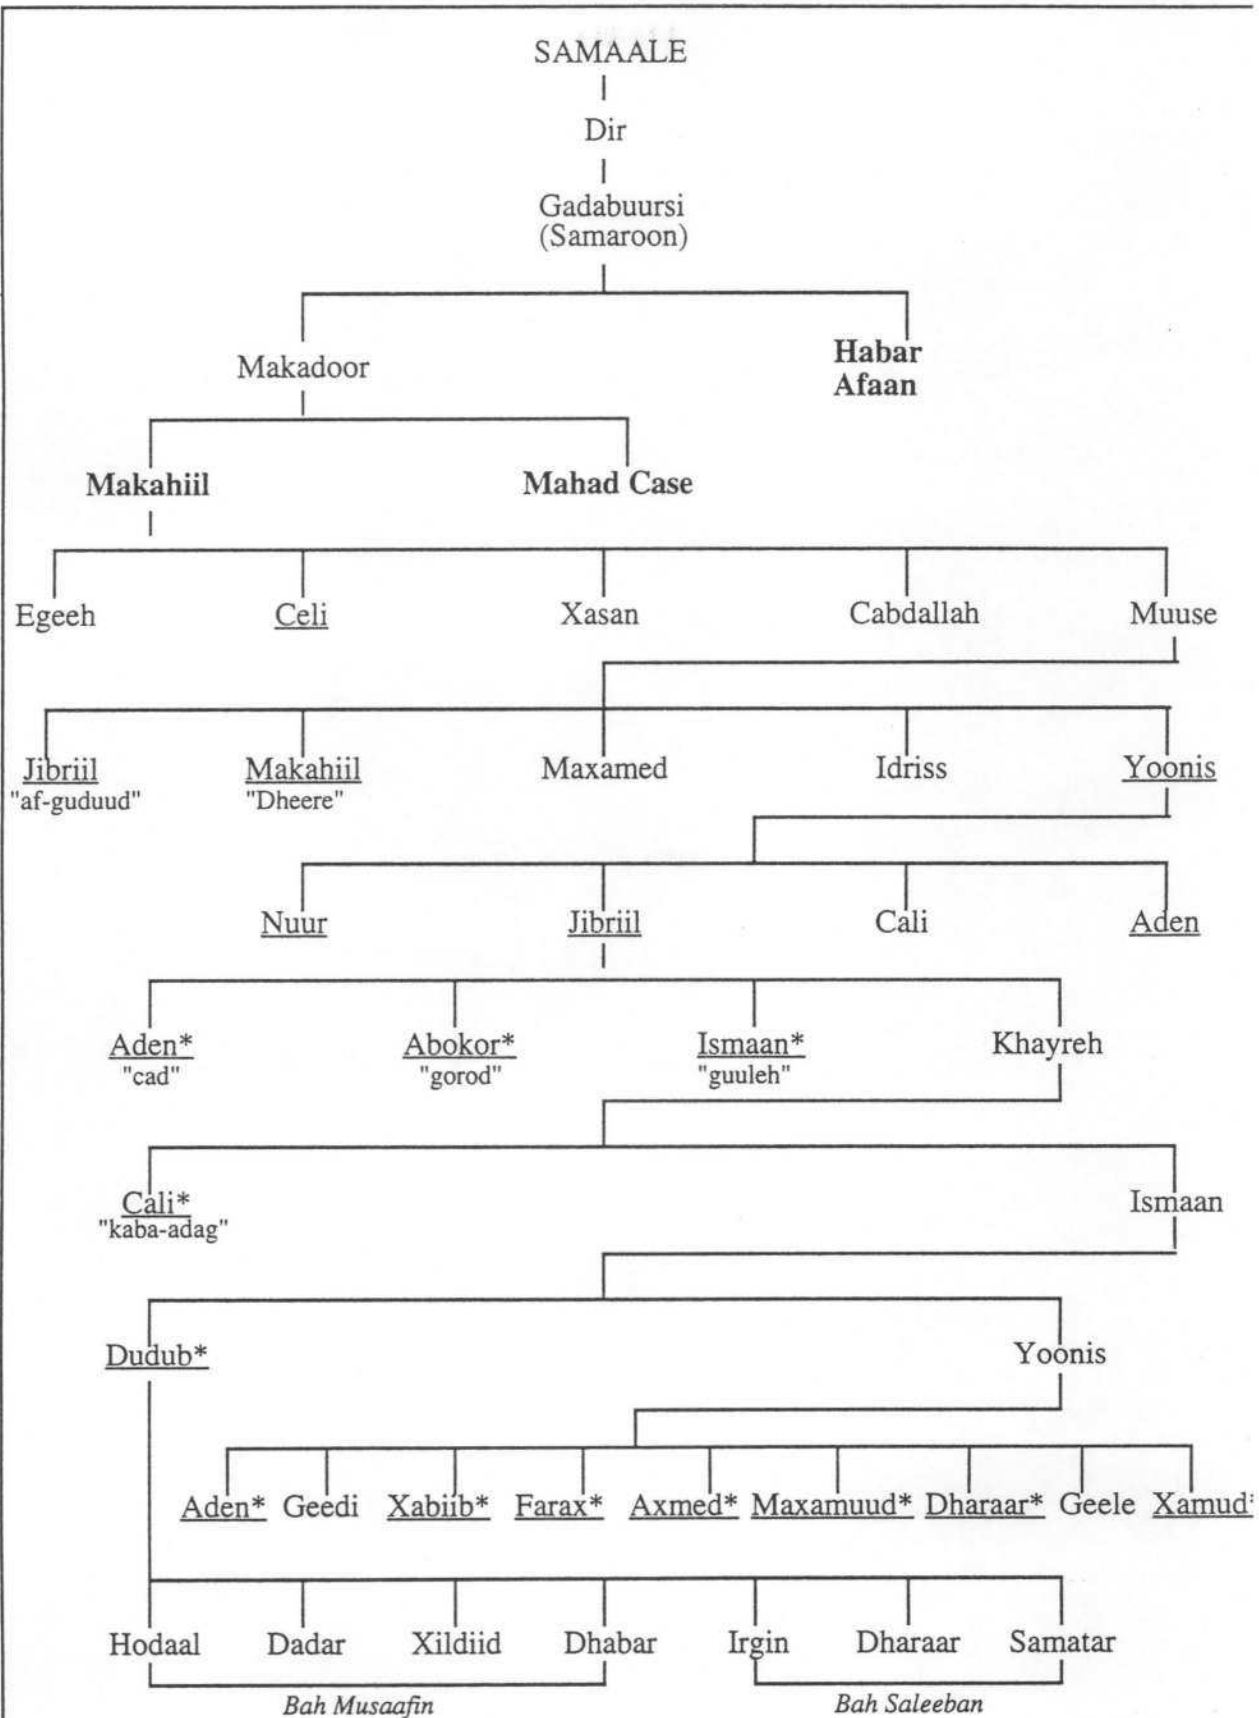 SAMAALE
Dir
Gadabuursi
(Samaroon)
Makadoor
Habar
Afaan
Makahiil
Mahad Case
Egeeh Celi Xasan Cabdallah Muuse
Jibriil Makahiil Maxamed Idriss Yoonis
"af-guduud" "Dheere"
Nuur Jibriil Cali Aden
Aden* Abokor* Ismaan* Khayreh
"cad" "gorod" "guuleh"
Cali* Ismaan
"kaba-adag"
Dudub* Yoonis
Aden* Geedi Xabiib* Farax* Axmed* Maxamuud* Dharaar* Geele Xamud*
Hodaal Dadar Xildiid Dhabar Irgin Dharaar Samatar
Bah Musaafin Bah Saleeban